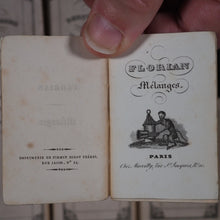 IMPRIMERIE DE FIRMIN DIDOT FRÈRES,
RUE JACOB, N° 24.
FLORIAN
Mélanges.
PARIS
Chez Marcilly, Rue St Jacques,